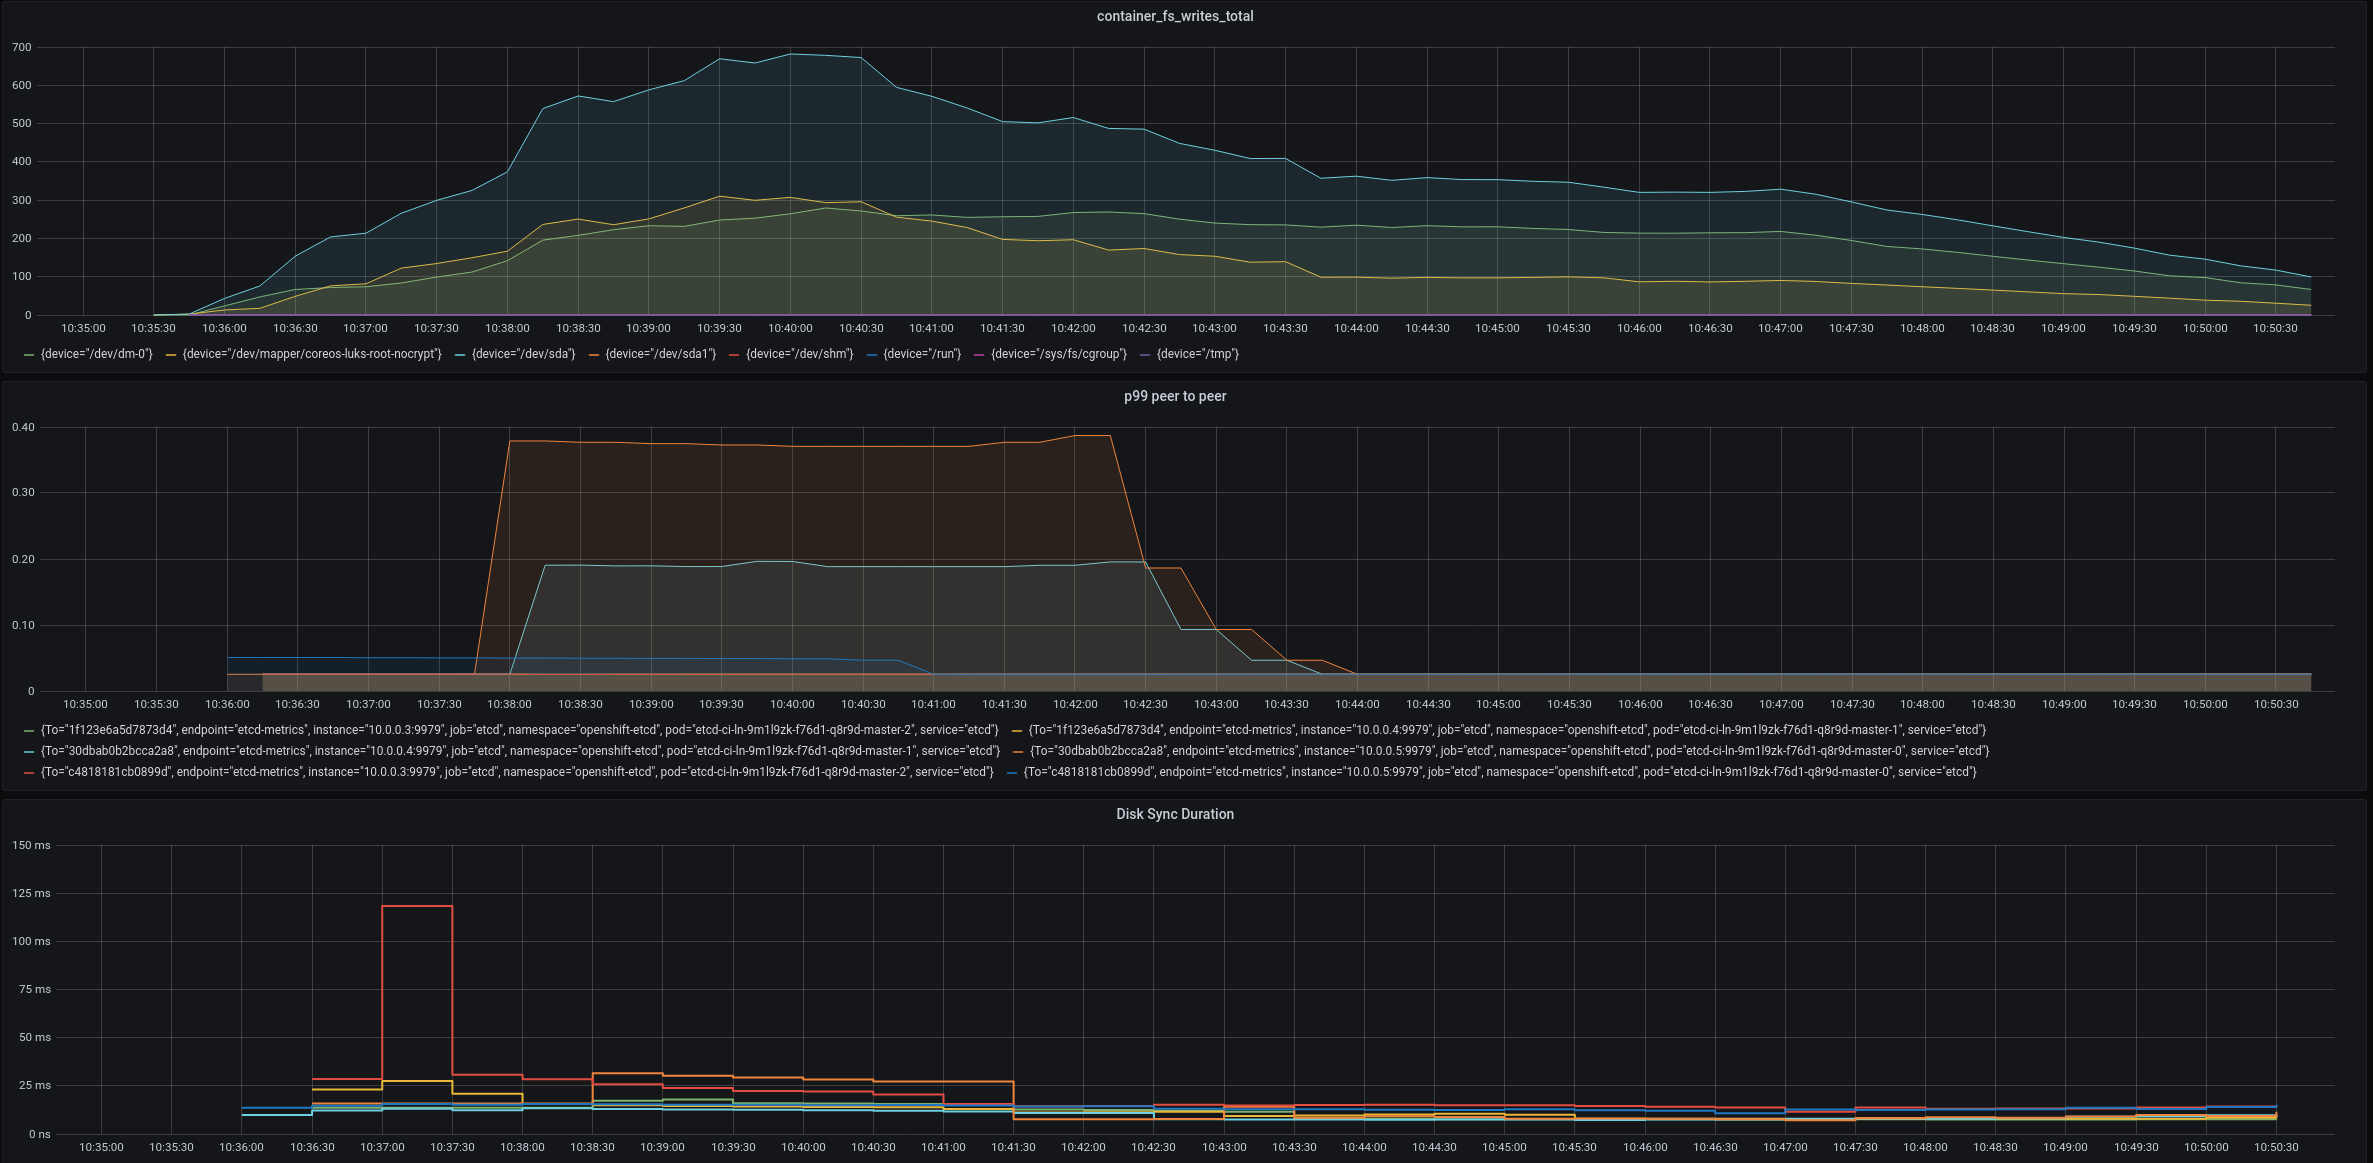 container_fs_writes_total
700
600
500
400
300
200
100
0
10:35:00 10:35:30 10:36:00 10:36:30 10:37:00 10:37:30 10:38:00 10:38:30 10:39:00 10:39:30 10:40:00 10:40:30 10:41:00 10:41:30 10:42:00 10:42:30 10:43:00 10:43:30 10:44:00 10:44:30 10:45:00 10:45:30 10:46:00 10:46:30 10:47:00 10:47:30 10:48:00 10:48:30 10:49:00 10:49:30 10:50:00 10:50:30
{device="/dev/dm-0"} {device="/dev/mapper/coreos-luks-root-nocrypt"} {device="/dev/sda"} {device="/dev/sda1"} {device="/dev/shm"} {device="/run"} {device="/sys/fs/cgroup"} {device="/tmp"}
p99 peer to peer
0.40
0.30
0.20
0.10
0
10:35:00 10:35:30 10:36:00 10:36:30 10:37:00 10:37:30 10:38:00 10:38:30 10:39:00 10:39:30 10:40:00 10:40:30 10:41:00 10:41:30 10:42:00 10:42:30 10:43:00 10:43:30 10:44:00 10:44:30 10:45:00 10:45:30 10:46:00 10:46:30 10:47:00 10:47:30 10:48:00 10:48:30 10:49:00 10:49:30 10:50:00 10:50:30
{To="1f123e6a5d7873d4", endpoint="etcd-metrics", instance="10.0.0.3:9979", job="etcd", namespace="openshift-etcd", pod="etcd-ci-ln-9m1l9zk-f76d1-q8r9d-master-2", service="etcd"} {To="1f123e6a5d7873d4", endpoint="etcd-metrics", instance="10.0.0.4:9979", job="etcd", namespace="openshift-etcd", pod="etcd-ci-ln-9m1l9zk-f76d1-q8r9d-master-1", service="etcd"}
{To="30dbab0b2bcca2a8", endpoint="etcd-metrics", instance="10.0.0.4:9979", job="etcd", namespace="openshift-etcd", pod="etcd-ci-ln-9m1l9zk-f76d1-q8r9d-master-1", service="etcd"} {To="30dbab0b2bcca2a8", endpoint="etcd-metrics", instance="10.0.0.5:9979", job="etcd", namespace="openshift-etcd", pod="etcd-ci-ln-9m1l9zk-f76d1-q8r9d-master-0", service="etcd"}
{To="c4818181cb0899d", endpoint="etcd-metrics", instance="10.0.0.3:9979", job="etcd", namespace="openshift-etcd", pod="etcd-ci-ln-9m1l9zk-f76d1-q8r9d-master-2", service="etcd"} {To="c4818181cb0899d", endpoint="etcd-metrics", instance="10.0.0.5:9979", job="etcd", namespace="openshift-etcd", pod="etcd-ci-ln-9m1l9zk-f76d1-q8r9d-master-0", service="etcd"}
Disk Sync Duration
150 ms
125 ms
100 ms
75 ms
50 ms
25 ms
0 ns
10:35:00 10:35:30 10:36:00 10:36:30 10:37:00 10:37:30 10:38:00 10:38:30 10:39:00 10:39:30 10:40:00 10:40:30 10:41:00 10:41:30 10:42:00 10:42:30 10:43:00 10:43:30 10:44:00 10:44:30 10:45:00 10:45:30 10:46:00 10:46:30 10:47:00 10:47:30 10:48:00 10:48:30 10:49:00 10:49:30 10:50:00 10:50:30